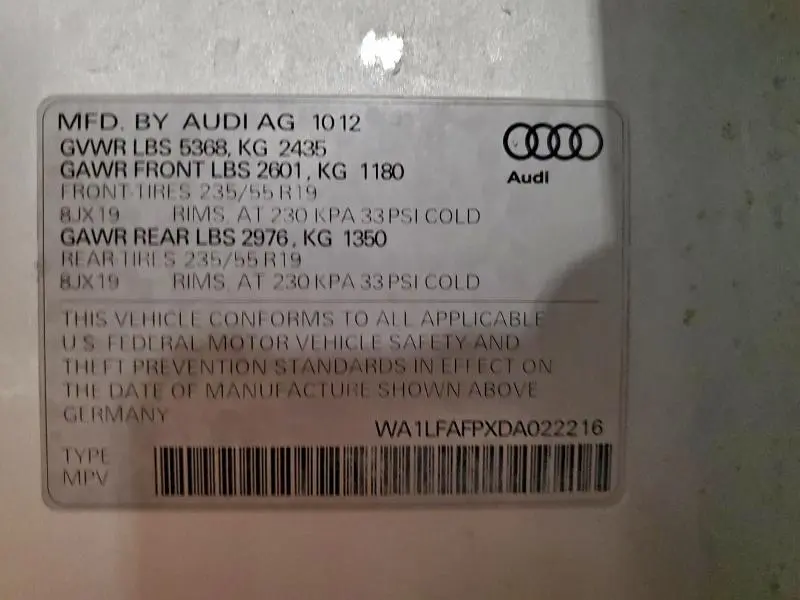 MFD. BY AUDI AG 1012
GVWR LBS 5368, KG 2435
GAWR FRONT LBS 2601, KG 1180
FRONT TIRES 235/55 R19
8JX19 RIMS, AT 230 KPA 33 PSI COLD
GAWR REAR LBS 2976, KG 1350
REAR TIRES 235/55 R19
8JX19 RIMS, AT 230 KPA 33 PSI COLD
Audi
THIS VEHICLE CONFORMS TO ALL APPLICABLE
U.S. FEDERAL MOTOR VEHICLE SAFETY AND
THEFT PREVENTION STANDARDS IN EFFECT ON
THE DATE OF MANUFACTURE SHOWN ABOVE
GERMANY
WA1LFAFPXDA022216
TYPE
MPV